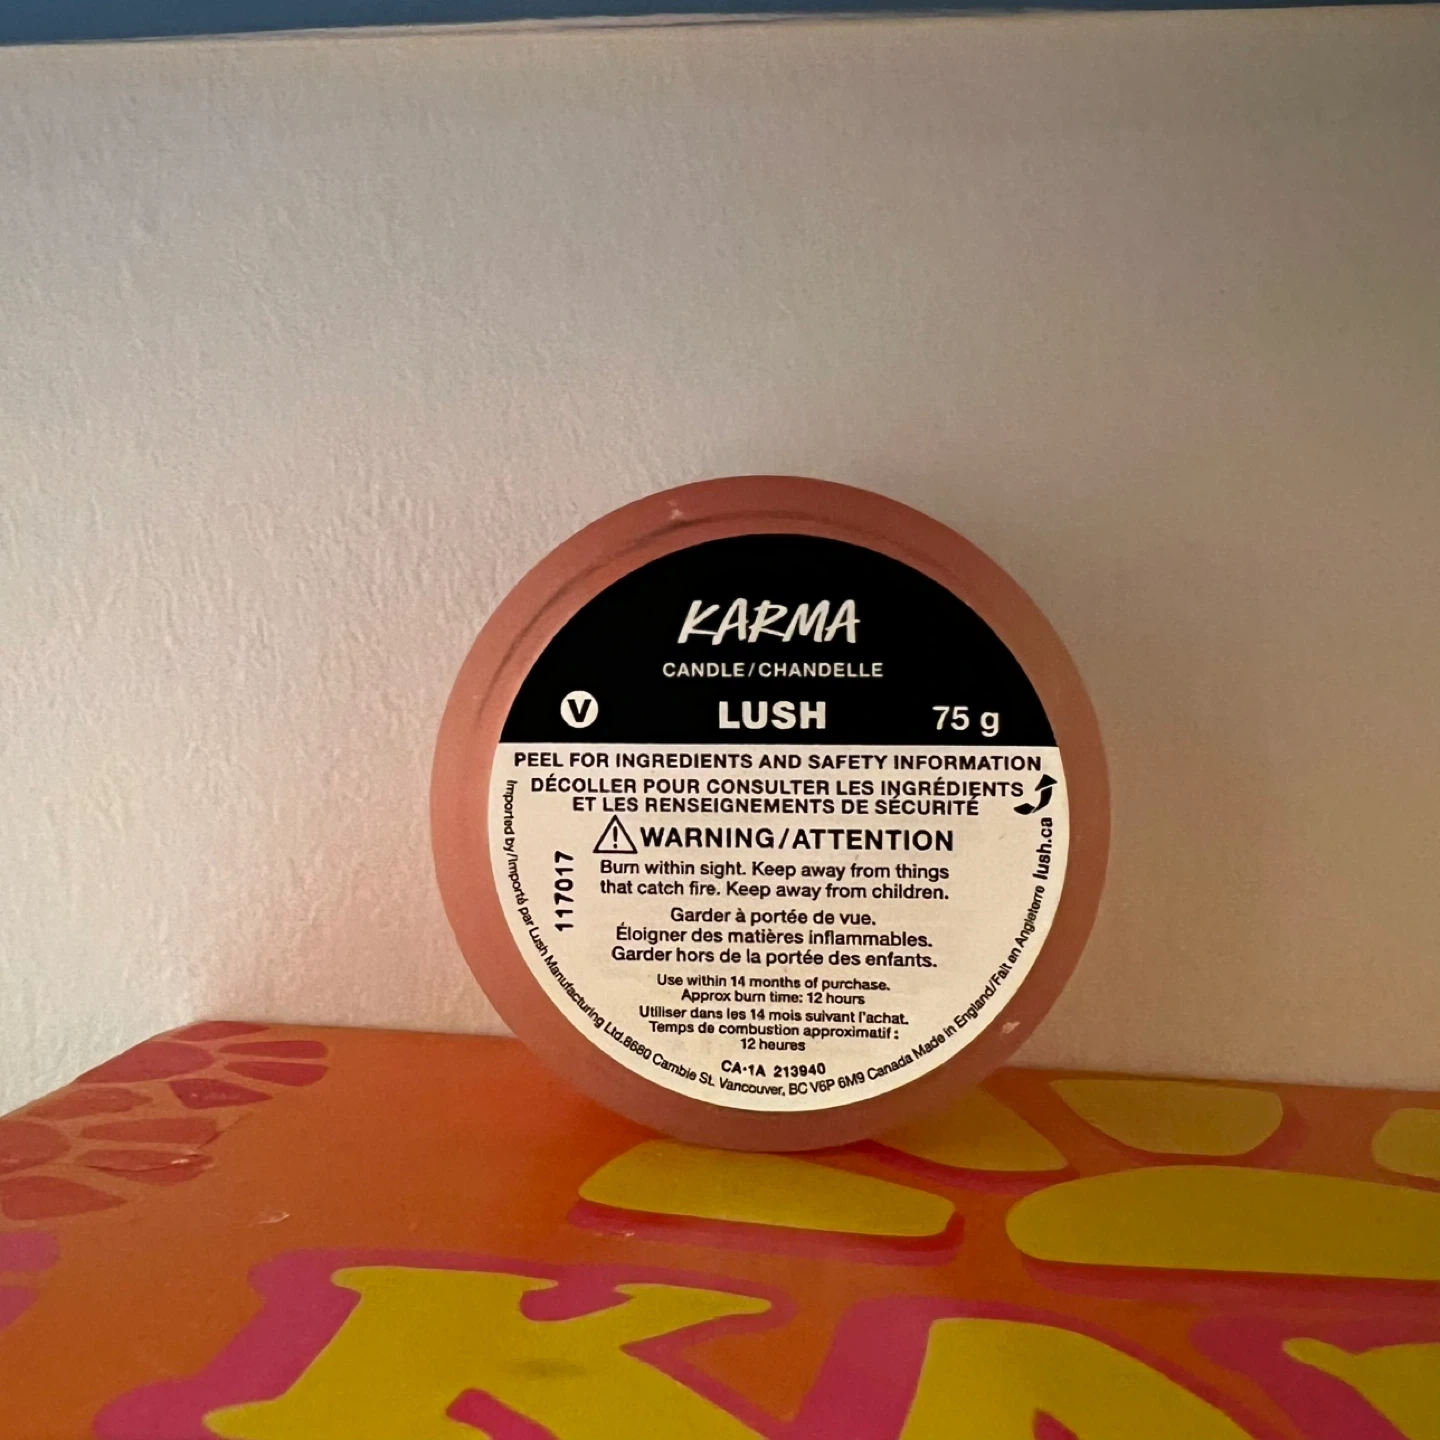 KARMA
CANDLE/CHANDELLE
V
LUSH
75 g
PEEL FOR INGREDIENTS AND SAFETY INFORMATION
DÉCOLLER POUR CONSULTER LES INGRÉDIENTS
ET LES RENSEIGNEMENTS DE SÉCURITÉ
WARNING/ATTENTION
Burn within sight. Keep away from things
that catch fire. Keep away from children.
Garder à portée de vue.
Éloigner des matières inflammables.
Garder hors de la portée des enfants.
Use within 14 months of purchase.
Approx burn time: 12 hours
Utiliser dans les 14 mois suivant l'achat.
Temps de combustion approximatif :
12 heures
CA•1A 213940
117017
Imported by/Importé par Lush Manufacturing Ltd.8680 Cambie St. Vancouver, BC V6P 6M9 Canada Made in England/Fait en Angleterre lush.ca